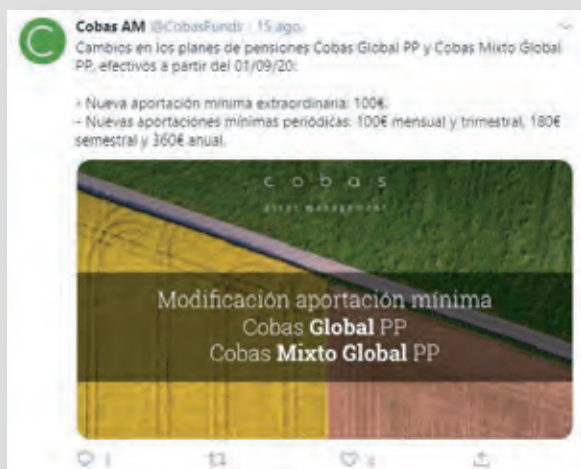 Cobas AM @CobasFunds · 15 ago.
Cambios en los planes de pensiones Cobas Global PP y Cobas Mixto Global
PP, efectivos a partir del 01/09/20:
- Nueva aportación mínima extraordinaria: 100€.
- Nuevas aportaciones mínimas periódicas: 100€ mensual y trimestral, 180€
semestral y 360€ anual.
cobas
asset management
Modificación aportación mínima
Cobas Global PP
Cobas Mixto Global PP